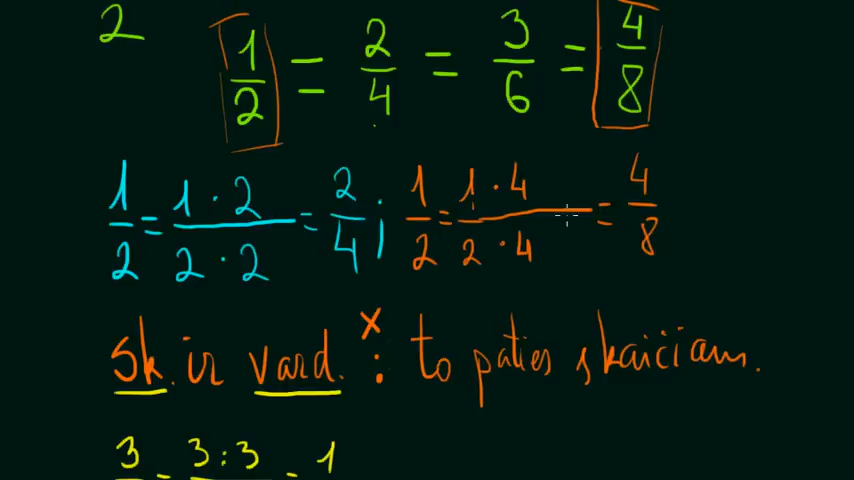 2
1/2 = 2/4 = 3/6 = 4/8
1/2 = 1 · 2 / 2 · 2 = 2/4 ; 1/2 = 1 · 4 / 2 · 4 = 4/8
Sk. ir vard. x : to paties skaičiaus.
3 = 3:3 = 1